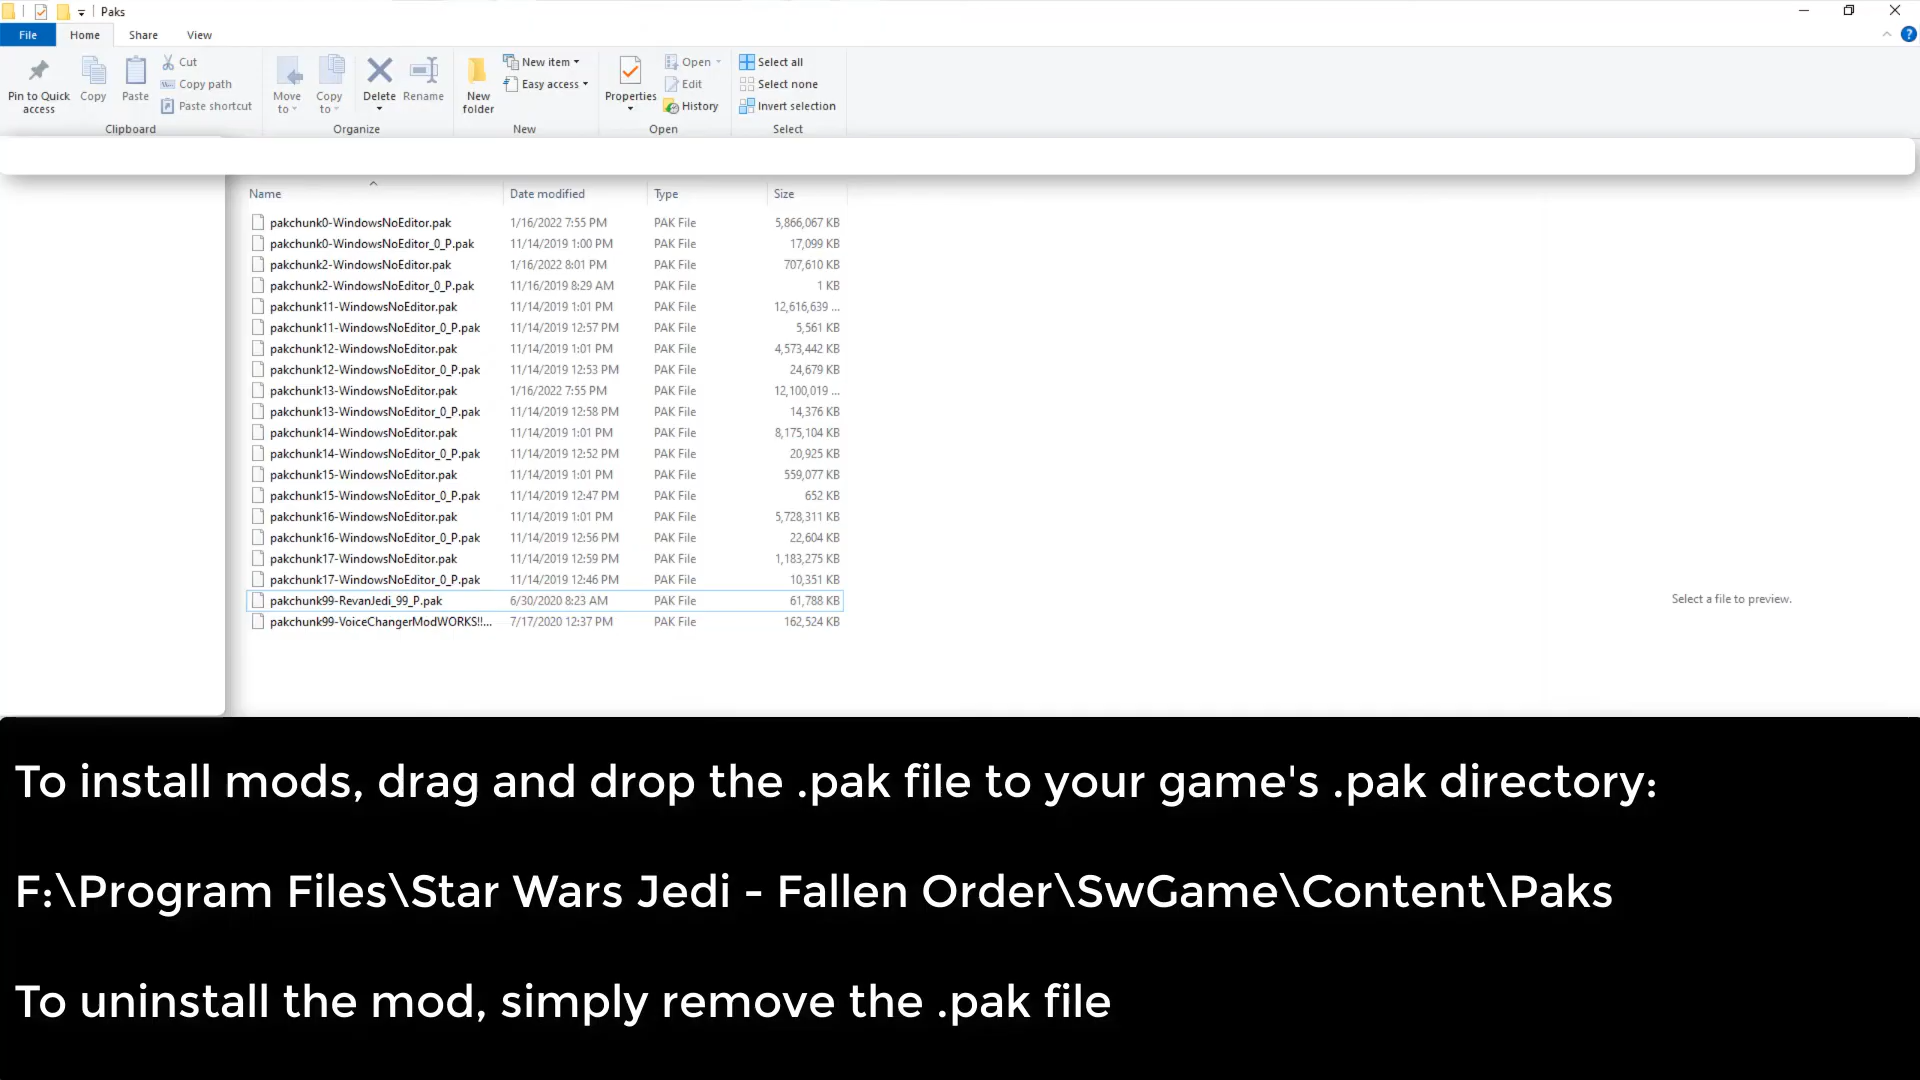 Paks
File Home Share View
Pin to Quick access
Copy
Paste
Cut
Copy path
Paste shortcut
Clipboard
Move to
Copy to
Delete
Rename
Organize
New folder
New item
Easy access
New
Properties
Open
Edit
History
Open
Select all
Select none
Invert selection
Select
Name Date modified Type Size
pakchunk0-WindowsNoEditor.pak 1/16/2022 7:55 PM PAK File 5,866,067 KB
pakchunk0-WindowsNoEditor_0_P.pak 11/14/2019 1:00 PM PAK File 17,099 KB
pakchunk2-WindowsNoEditor.pak 1/16/2022 8:01 PM PAK File 707,610 KB
pakchunk2-WindowsNoEditor_0_P.pak 11/16/2019 8:29 AM PAK File 1 KB
pakchunk11-WindowsNoEditor.pak 11/14/2019 1:01 PM PAK File 12,616,639 ...
pakchunk11-WindowsNoEditor_0_P.pak 11/14/2019 12:57 PM PAK File 5,561 KB
pakchunk12-WindowsNoEditor.pak 11/14/2019 1:01 PM PAK File 4,573,442 KB
pakchunk12-WindowsNoEditor_0_P.pak 11/14/2019 12:53 PM PAK File 24,679 KB
pakchunk13-WindowsNoEditor.pak 1/16/2022 7:55 PM PAK File 12,100,019 ...
pakchunk13-WindowsNoEditor_0_P.pak 11/14/2019 12:58 PM PAK File 14,376 KB
pakchunk14-WindowsNoEditor.pak 11/14/2019 1:01 PM PAK File 8,175,104 KB
pakchunk14-WindowsNoEditor_0_P.pak 11/14/2019 12:52 PM PAK File 20,925 KB
pakchunk15-WindowsNoEditor.pak 11/14/2019 1:01 PM PAK File 559,077 KB
pakchunk15-WindowsNoEditor_0_P.pak 11/14/2019 12:47 PM PAK File 652 KB
pakchunk16-WindowsNoEditor.pak 11/14/2019 1:01 PM PAK File 5,728,311 KB
pakchunk16-WindowsNoEditor_0_P.pak 11/14/2019 12:56 PM PAK File 22,604 KB
pakchunk17-WindowsNoEditor.pak 11/14/2019 12:59 PM PAK File 1,183,275 KB
pakchunk17-WindowsNoEditor_0_P.pak 11/14/2019 12:46 PM PAK File 10,351 KB
pakchunk99-RevanJedi_99_P.pak 6/30/2020 8:23 AM PAK File 61,788 KB
pakchunk99-VoiceChangerModWORKS!!... 7/17/2020 12:37 PM PAK File 162,524 KB
Select a file to preview.
To install mods, drag and drop the .pak file to your game's .pak directory:
F:\Program Files\Star Wars Jedi - Fallen Order\SwGame\Content\Paks
To uninstall the mod, simply remove the .pak file